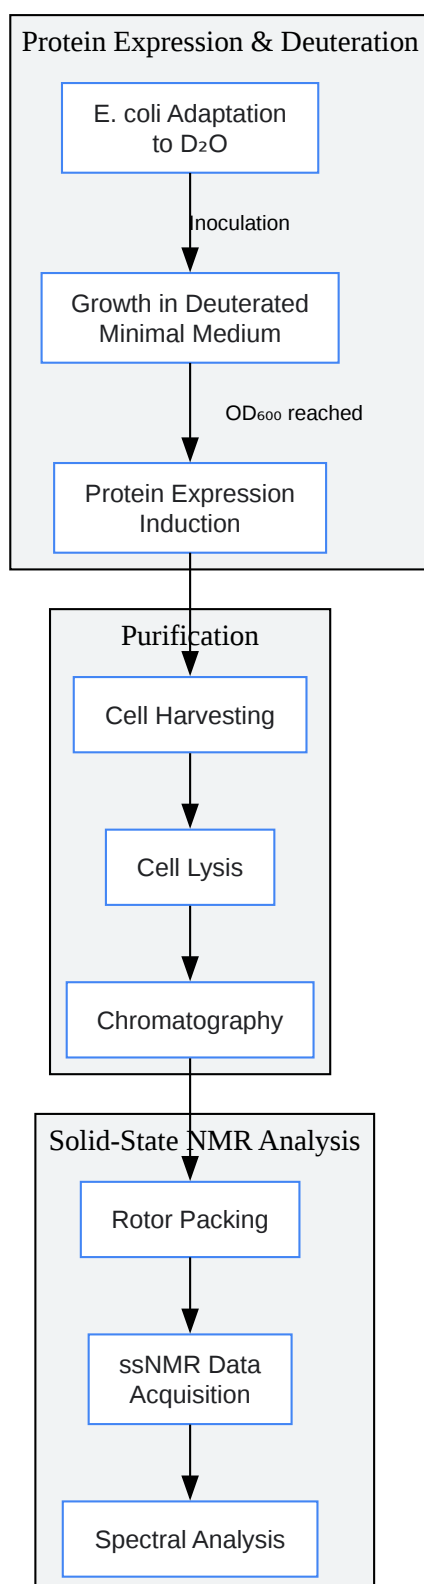 Protein Expression & Deuteration
E. coli Adaptation
to D₂O
Inoculation
Growth in Deuterated
Minimal Medium
OD₆₀₀ reached
Protein Expression
Induction
Purification
Cell Harvesting
Cell Lysis
Chromatography
Solid-State NMR Analysis
Rotor Packing
ssNMR Data
Acquisition
Spectral Analysis